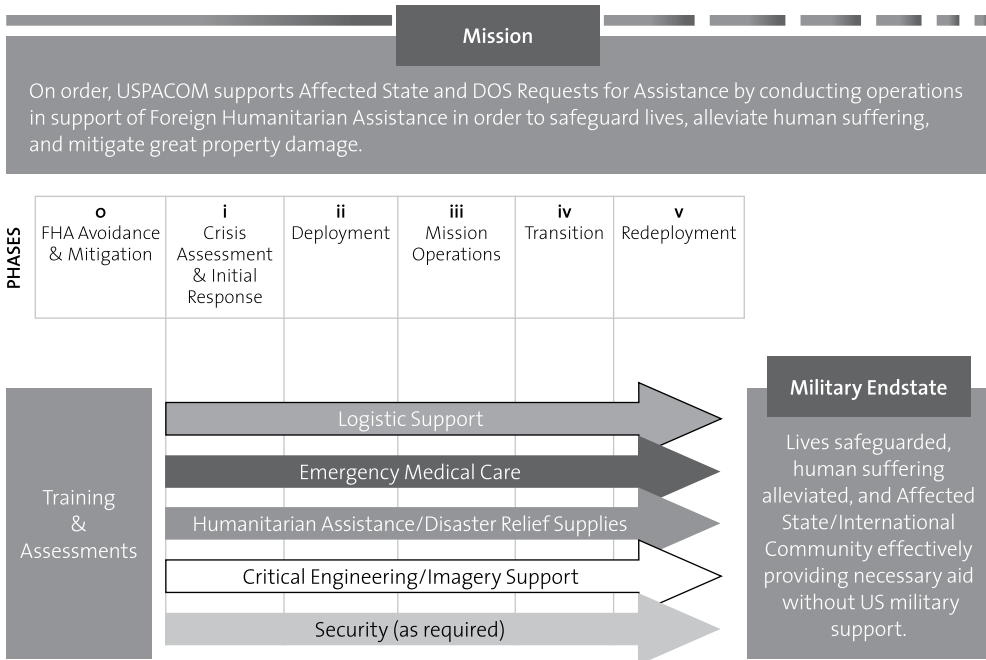 Mission
On order, USPACOM supports Affected State and DOS Requests for Assistance by conducting operations
in support of Foreign Humanitarian Assistance in order to safeguard lives, alleviate human suffering,
and mitigate great property damage.
PHASES
o
FHA Avoidance
& Mitigation
i
Crisis
Assessment
& Initial
Response
ii
Deployment
iii
Mission
Operations
iv
Transition
v
Redeployment
Training
&
Assessments
Logistic Support
Emergency Medical Care
Humanitarian Assistance/Disaster Relief Supplies
Critical Engineering/Imagery Support
Security (as required)
Military Endstate
Lives safeguarded,
human suffering
alleviated, and Affected
State/International
Community effectively
providing necessary aid
without US military
support.